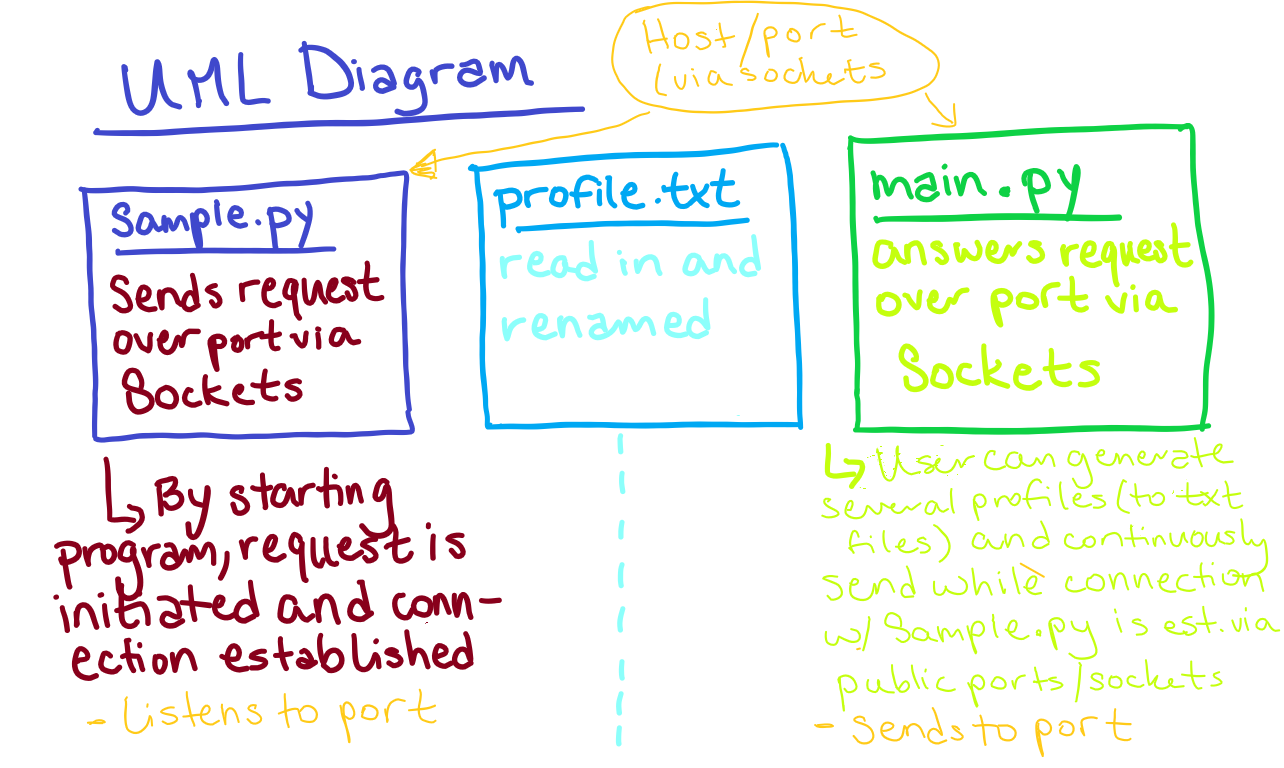 UML Diagram
Host/port
(via sockets
Sample.py
Sends request
over port via
Sockets
By starting
program, request is
initiated and conn-
ection established
- Listens to port
profile.txt
read in and
renamed
main.py
answers request
over port via
Sockets
User can generate
several profiles (to txt
files) and continuously
send while connection
w/ Sample.py is est. via
public ports/sockets
- Sends to port